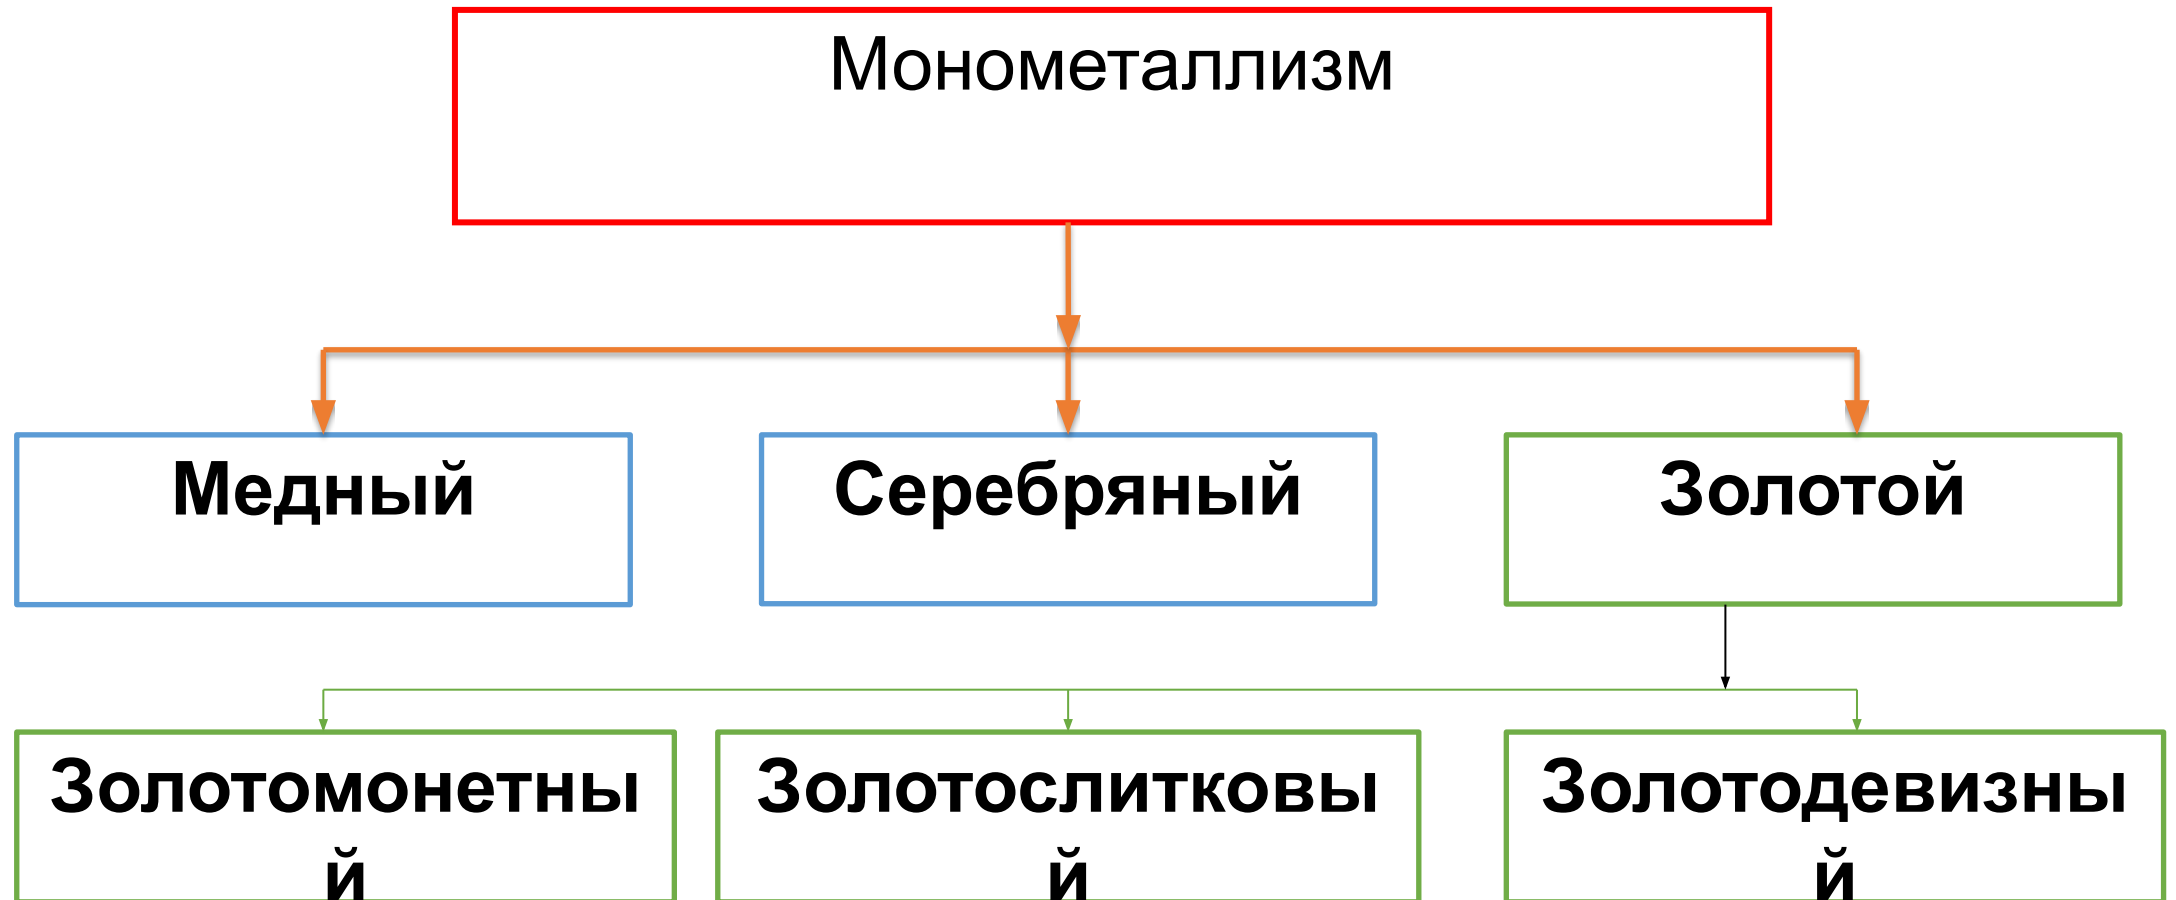 Монометаллизм
Медный
Серебряный
Золотой
Золотомонетны
й
Золотослитковы
й
Золотодевизны
й